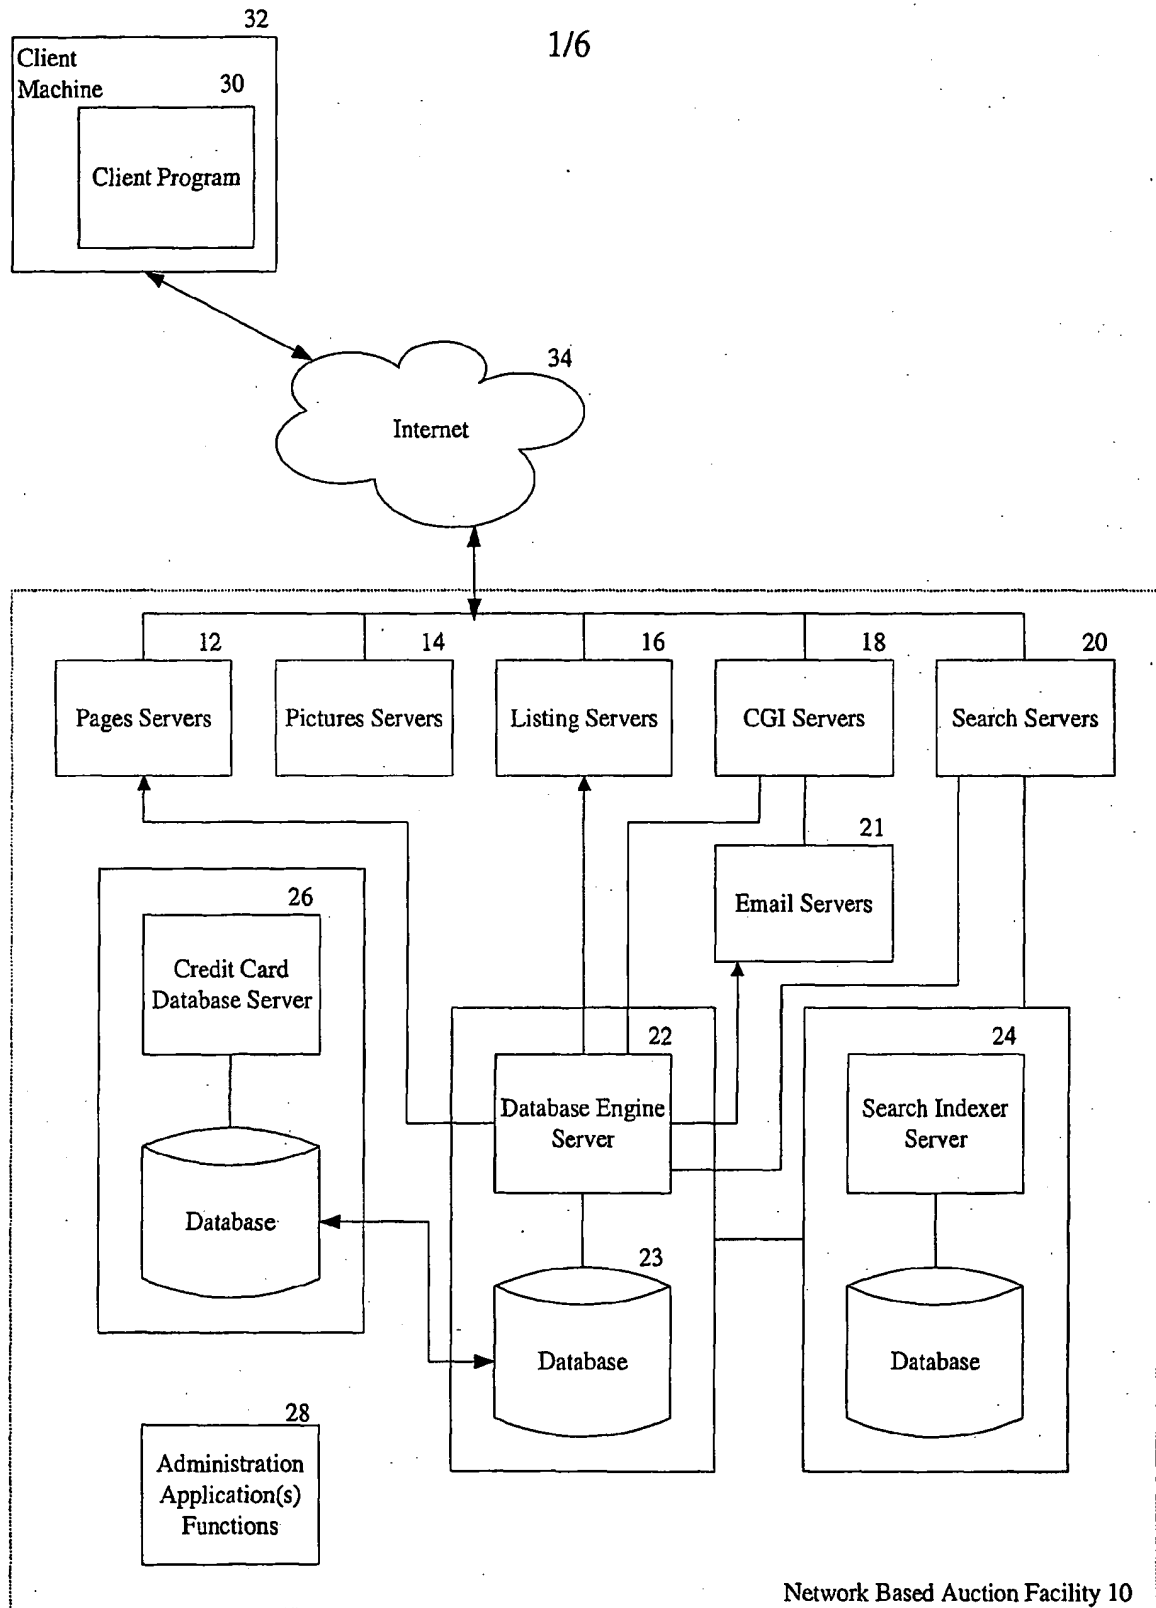 32
1/6
Client
Machine
30
Client Program
34
Internet
12
14
16
18
20
Pages Servers
Pictures Servers
Listing Servers
CGI Servers
Search Servers
21
Email Servers
26
Credit Card
Database Server
22
24
Database Engine
Server
Search Indexer
Server
Database
23
Database
Database
28
Administration
Application(s)
Functions
Network Based Auction Facility 10